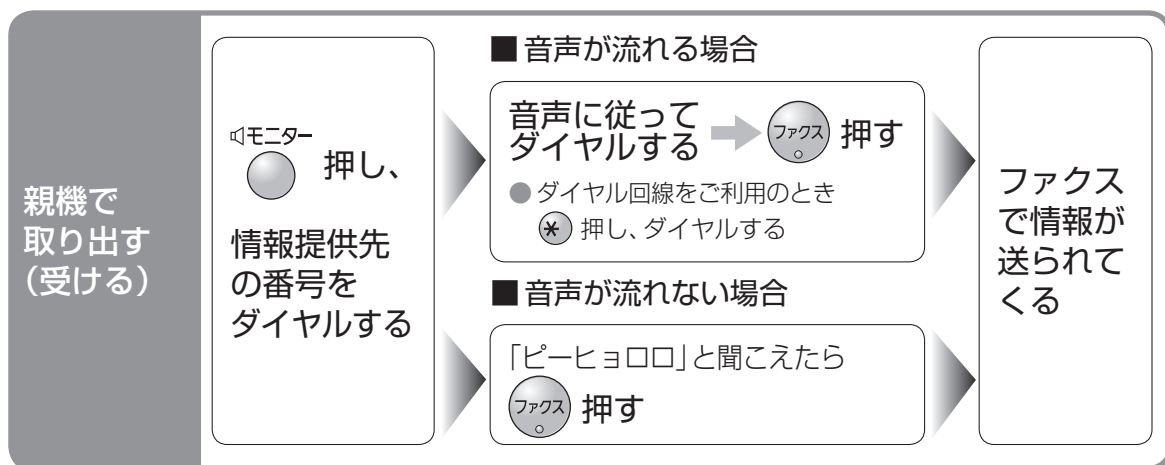 親機で
取り出す
(受ける)
モニター
押し、
情報提供先
の番号を
ダイヤルする
■音声が流れる場合
音声に従って
ダイヤルする
ファクス 押す
●ダイヤル回線をご利用のとき
＊ 押し、ダイヤルする
■音声が流れない場合
「ピーヒョロロ」と聞こえたら
ファクス 押す
ファクス
で情報が
送られて
くる